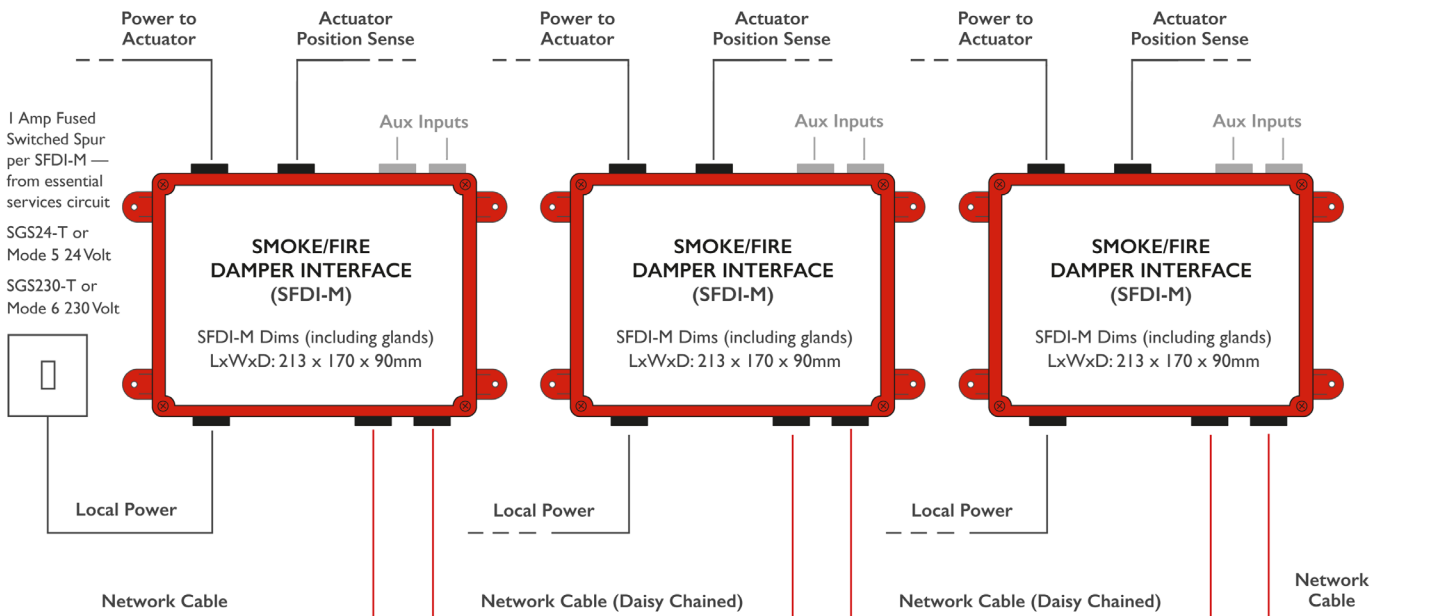 Power to
Actuator
Actuator
Position Sense
Power to
Actuator
Actuator
Position Sense
Power to
Actuator
Actuator
Position Sense
1 Amp Fused
Switched Spur
per SFDI-M —
from essential
services circuit
SGS24-T or
Mode 5 24 Volt
SGS230-T or
Mode 6 230 Volt
Aux Inputs
SMOKE/FIRE
DAMPER INTERFACE
(SFDI-M)
SFDI-M Dims (including glands)
LxWxD: 213 x 170 x 90mm
Aux Inputs
SMOKE/FIRE
DAMPER INTERFACE
(SFDI-M)
SFDI-M Dims (including glands)
LxWxD: 213 x 170 x 90mm
Aux Inputs
SMOKE/FIRE
DAMPER INTERFACE
(SFDI-M)
SFDI-M Dims (including glands)
LxWxD: 213 x 170 x 90mm
Local Power
Local Power
Local Power
Network Cable
Network Cable (Daisy Chained)
Network Cable (Daisy Chained)
Network
Cable